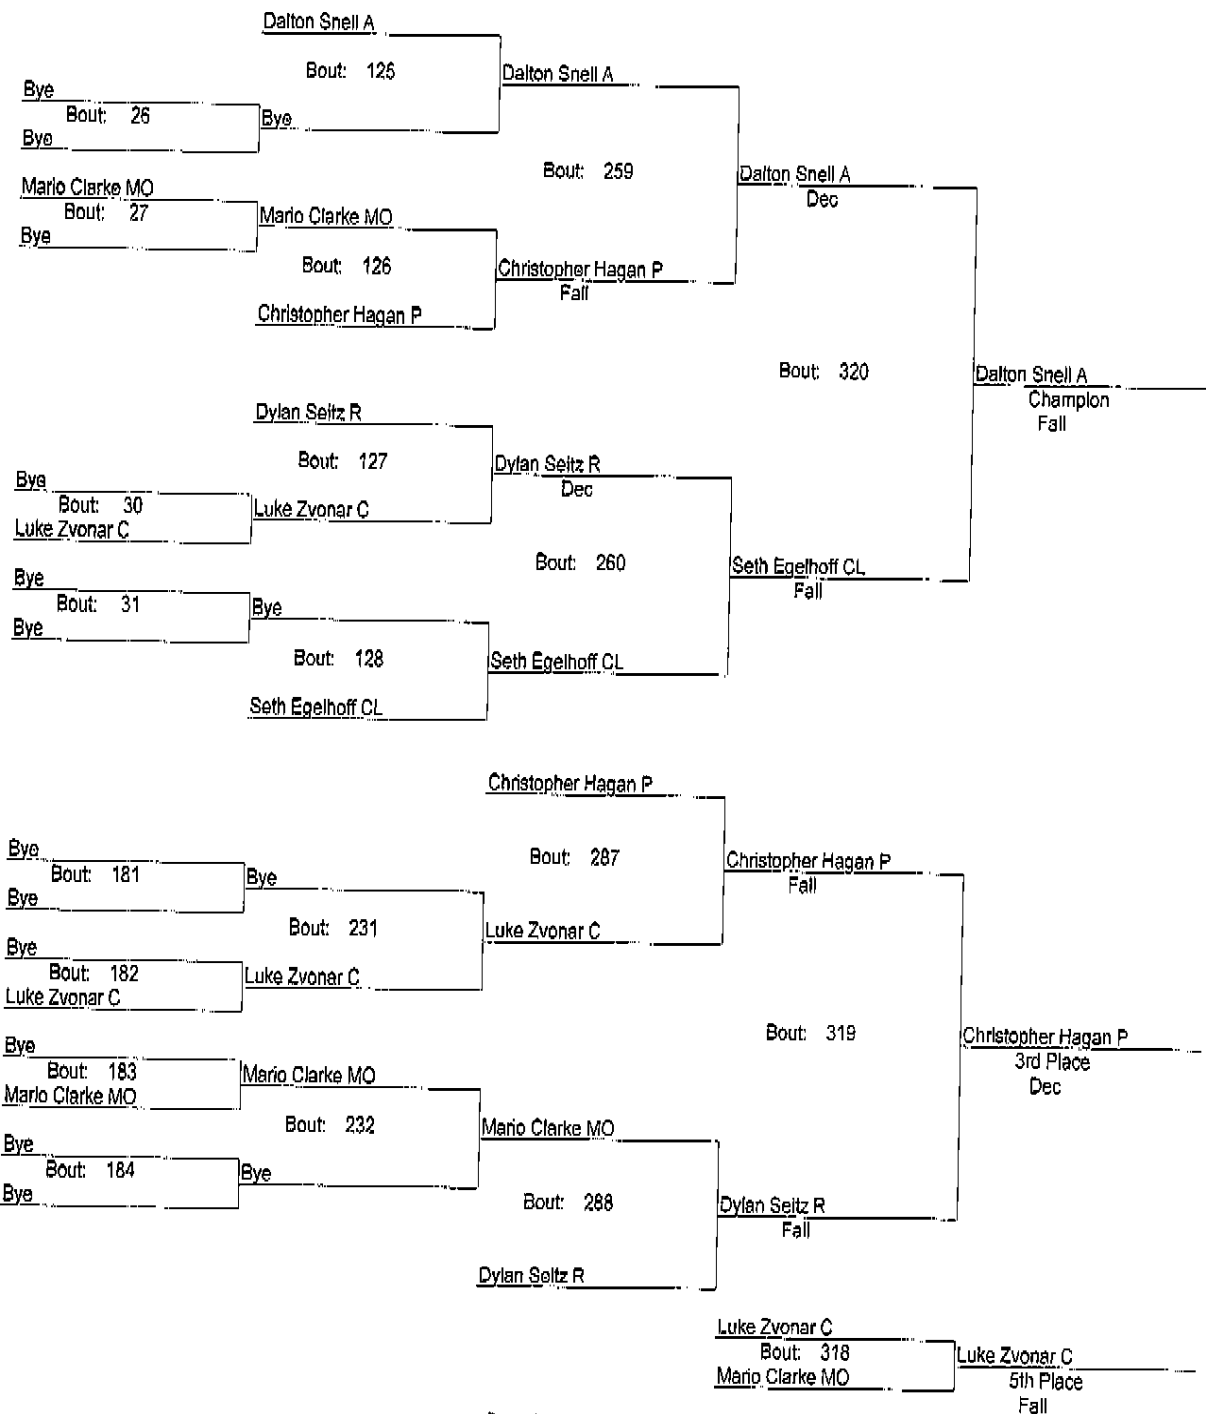 Dalton Snell A
Bout: 125
Dalton Snell A
Bye
Bout: 26
Bye
Bye
Bout: 259
Dalton Snell A
Dec
Mario Clarke MO
Bout: 27
Mario Clarke MO
Bye
Bout: 126
Christopher Hagan P
Fall
Christopher Hagan P
Bout: 320
Dalton Snell A
Champion
Fall
Dylan Seitz R
Bout: 127
Dylan Seitz R
Dec
Bye
Bout: 30
Luke Zvonar C
Luke Zvonar C
Bout: 260
Seth Egelhoff CL
Fall
Bye
Bout: 31
Bye
Bye
Bout: 128
Seth Egelhoff CL
Seth Egelhoff CL
Christopher Hagan P
Bout: 287
Christopher Hagan P
Fall
Bye
Bout: 181
Bye
Bye
Bout: 231
Luke Zvonar C
Bye
Bout: 182
Luke Zvonar C
Luke Zvonar C
Bout: 319
Christopher Hagan P
3rd Place
Dec
Bye
Bout: 183
Mario Clarke MO
Mario Clarke MO
Bout: 232
Mario Clarke MO
Bye
Bout: 184
Bye
Bye
Bout: 288
Dylan Seitz R
Fall
Dylan Seitz R
Luke Zvonar C
Bout: 318
Mario Clarke MO
Luke Zvonar C
5th Place
Fall